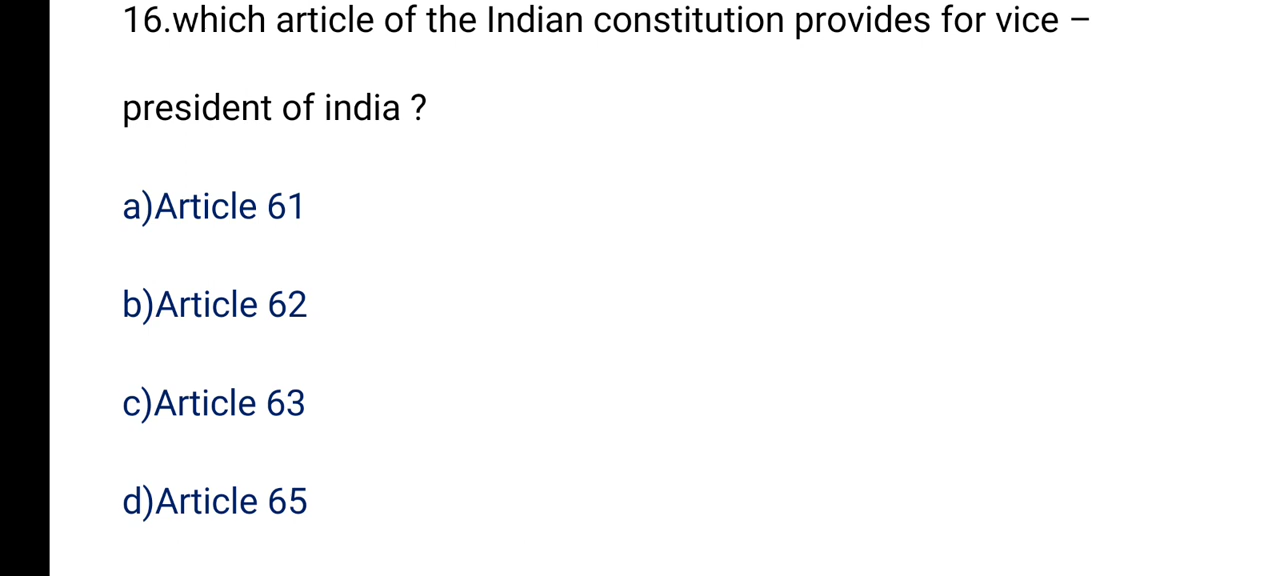 16.which article of the Indian constitution provides for vice –
president of india ?
a)Article 61
b)Article 62
c)Article 63
d)Article 65